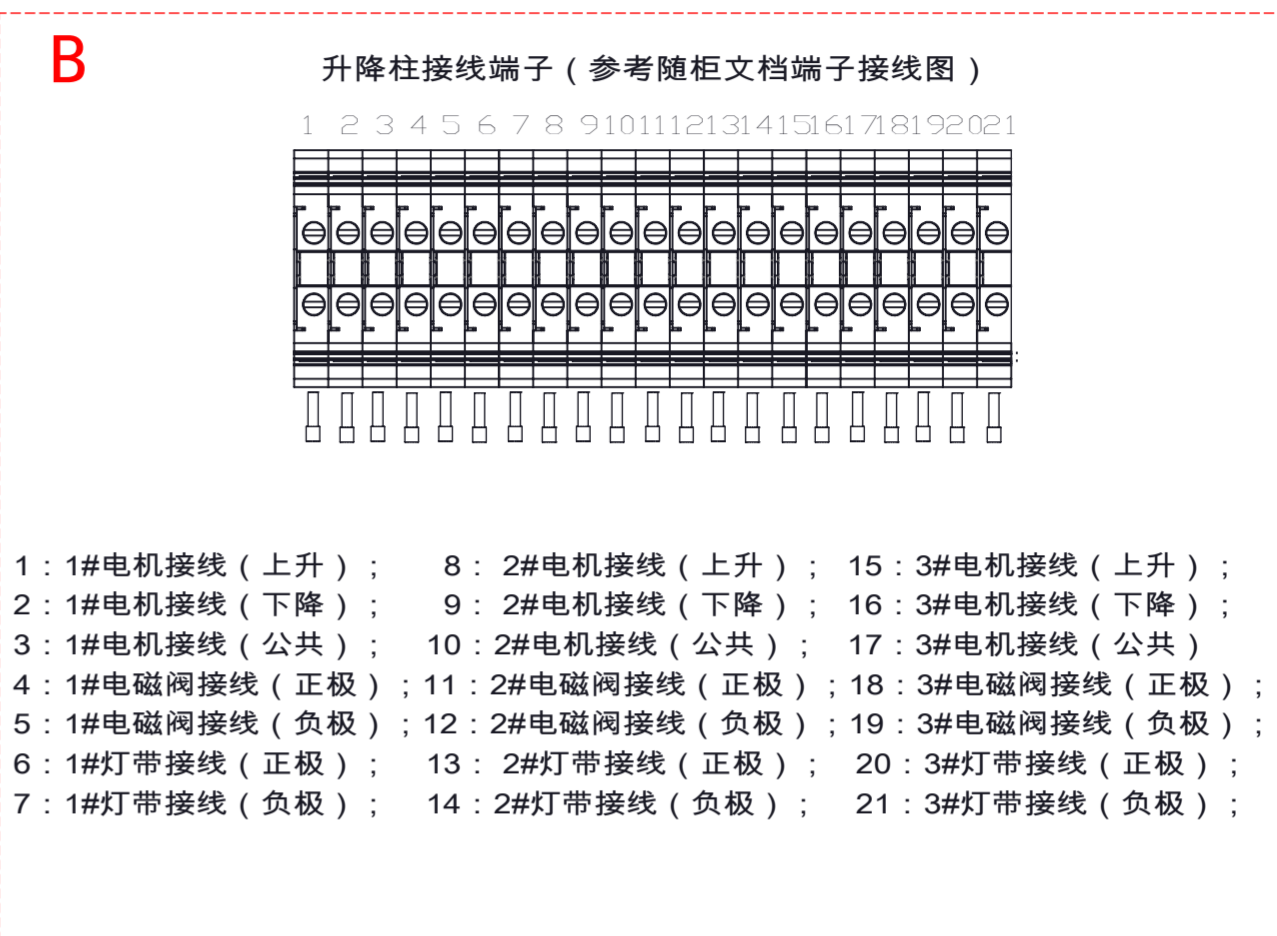 B
升降柱接线端子（参考随柜文档端子接线图）
1 2 3 4 5 6 7 8 9 10 11 12 13 14 15 16 17 18 19 20 21
1：1#电机接线（上升）； 8： 2#电机接线（上升）； 15：3#电机接线（上升）；
2：1#电机接线（下降）； 9： 2#电机接线（下降）； 16：3#电机接线（下降）；
3：1#电机接线（公共）； 10：2#电机接线（公共）； 17：3#电机接线（公共）
4：1#电磁阀接线（正极）；11：2#电磁阀接线（正极）；18：3#电磁阀接线（正极）；
5：1#电磁阀接线（负极）；12：2#电磁阀接线（负极）；19：3#电磁阀接线（负极）；
6：1#灯带接线（正极）； 13： 2#灯带接线（正极）； 20：3#灯带接线（正极）；
7：1#灯带接线（负极）； 14：2#灯带接线（负极）； 21：3#灯带接线（负极）；